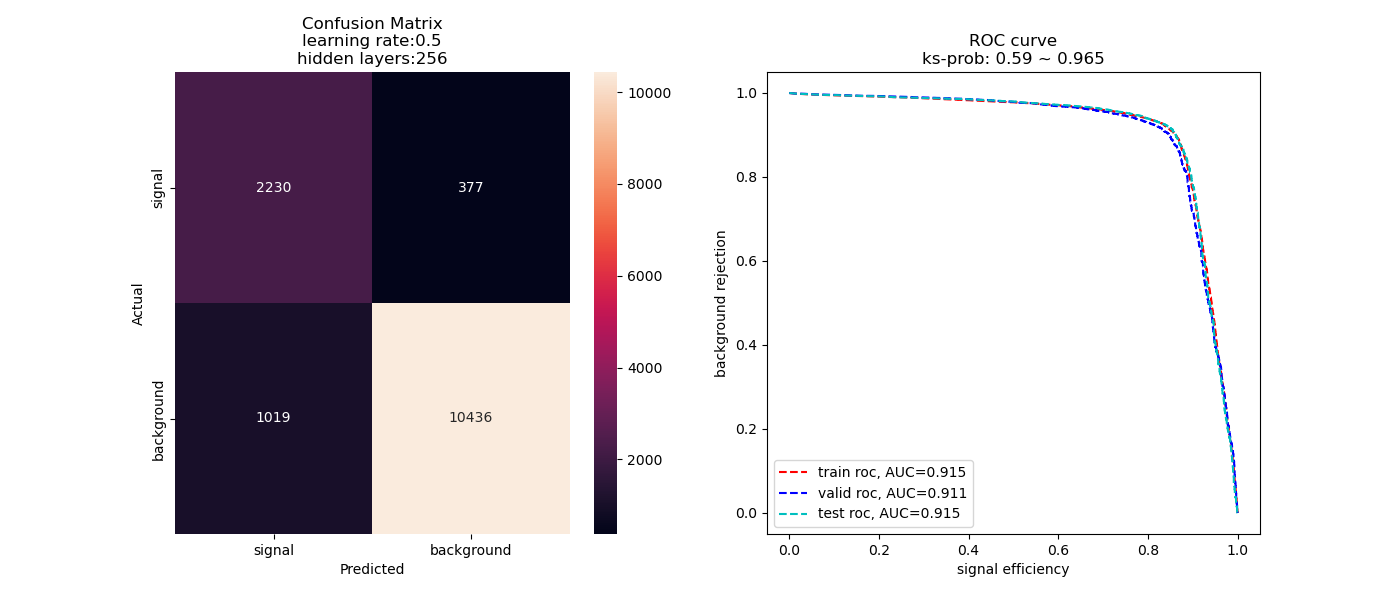 Confusion Matrix
learning rate:0.5
hidden layers:256
signal
background
Actual
2230
377
1019
10436
signal
background
Predicted
10000
8000
6000
4000
2000
ROC curve
ks-prob: 0.59 ~ 0.965
background rejection
1.0
0.8
0.6
0.4
0.2
0.0
train roc, AUC=0.915
valid roc, AUC=0.911
test roc, AUC=0.915
0.0
0.2
0.4
0.6
0.8
1.0
signal efficiency